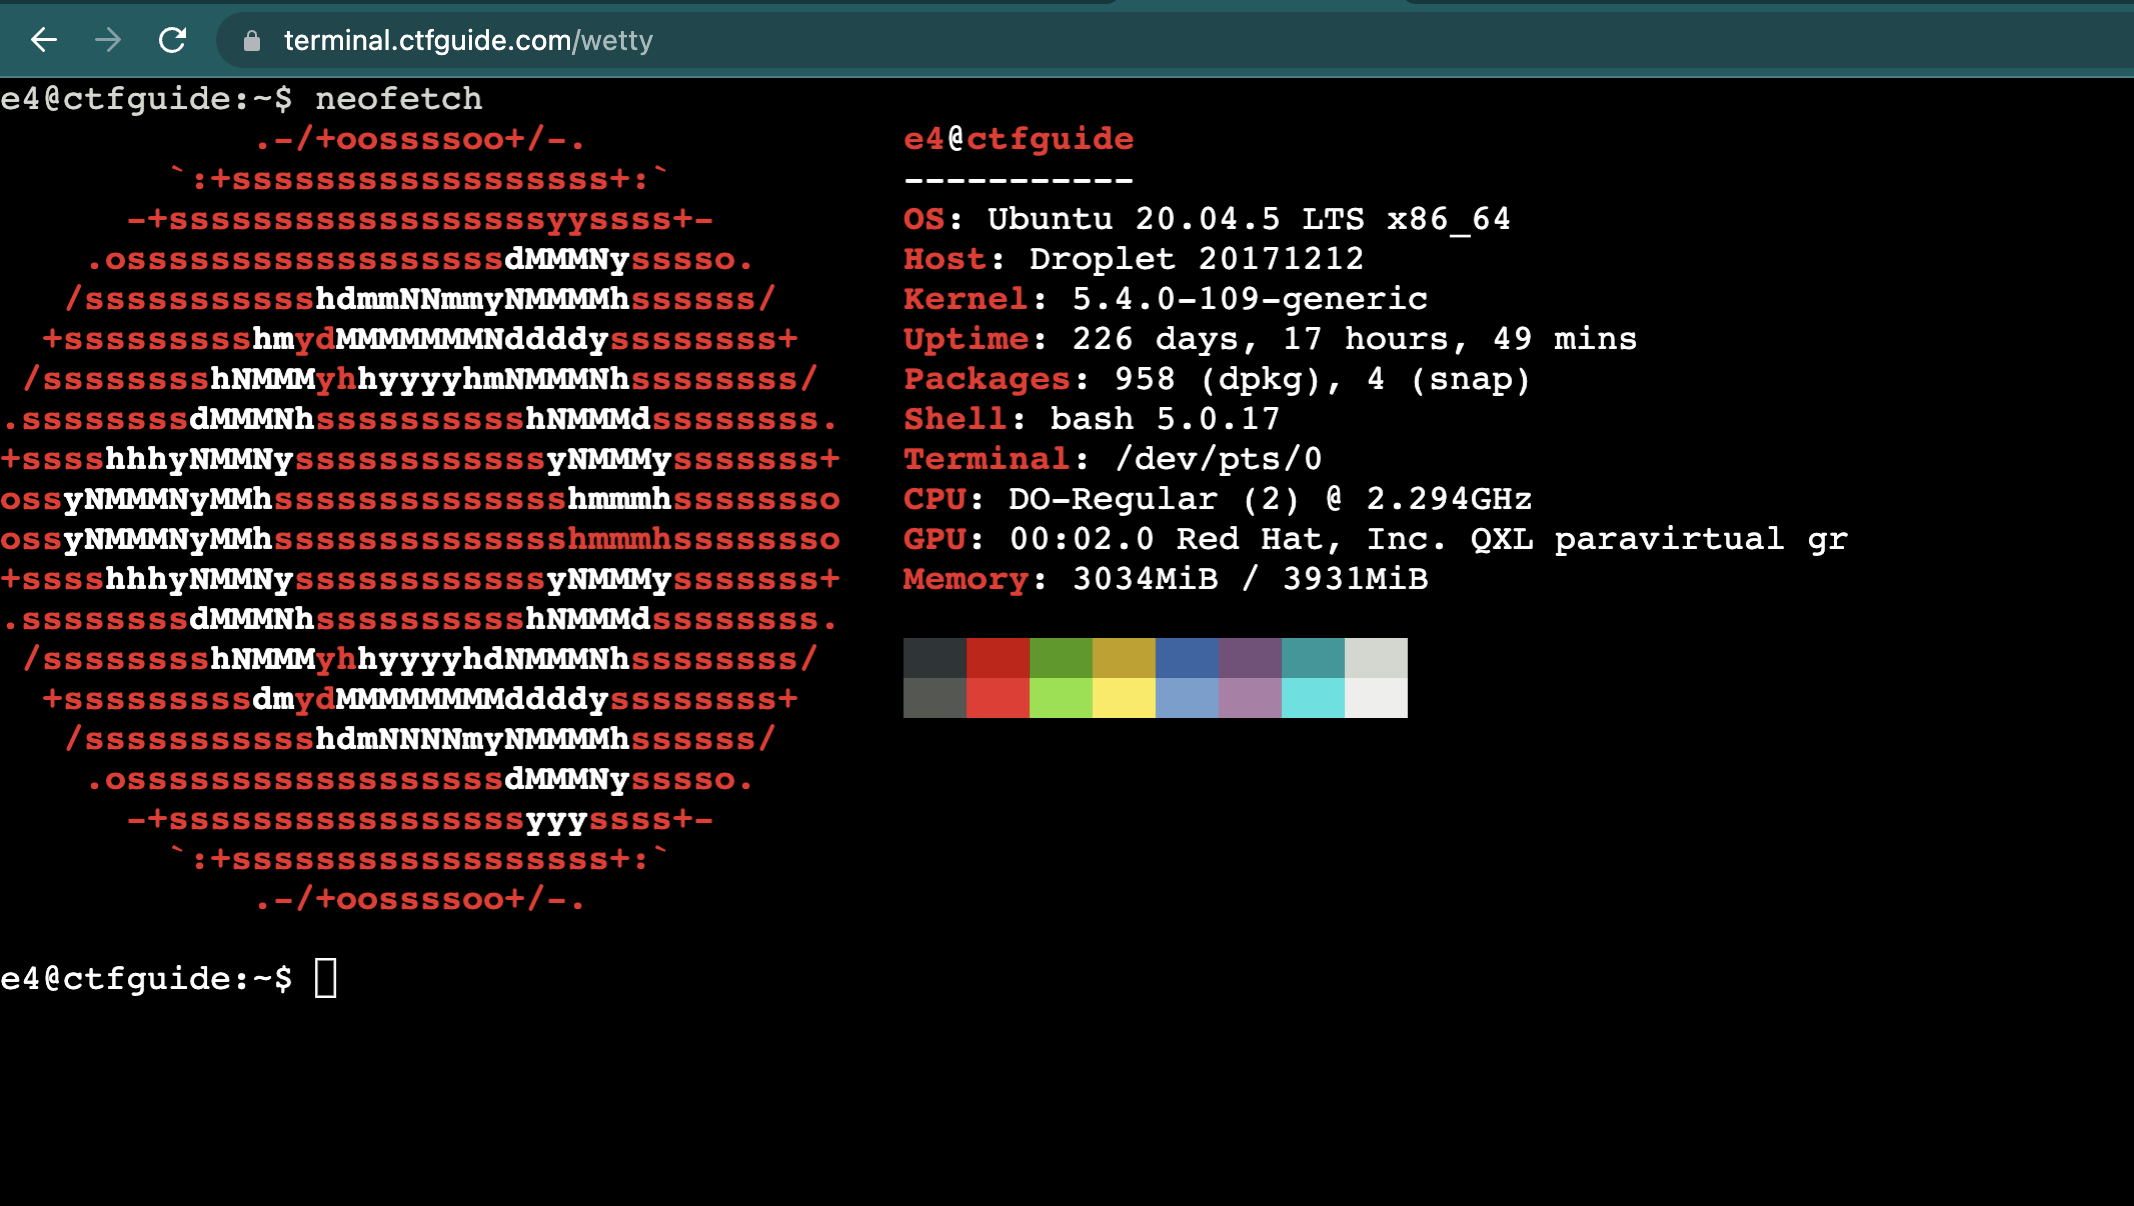 terminal.ctfguide.com/wetty
e4@ctfguide:~$ neofetch
.-/+oossssoo+/-.
`:+ssssssssssssssssss+:`
-+ssssssssssssssssssyyssss+-
.ossssssssssssssssssdMMMNysssso.
/ssssssssssshdmmNNmmyNMMMMhssssss/
+ssssssssshmydMMMMMMMNddddyssssssss+
/sssssssshNMMMyhhyyyyhmNMMMNhssssssss/
.ssssssssdMMMNhsssssssssshNMMMdssssssss.
+sssshhhyNMMNyssssssssssssyNMMMysssssss+
ossyNMMMNyMMhsssssssssssssshmmmhssssssso
ossyNMMMNyMMhsssssssssssssshmmmhssssssso
+sssshhhyNMMNyssssssssssssyNMMMysssssss+
.ssssssssdMMMNhsssssssssshNMMMdssssssss.
/sssssssshNMMMyhhyyyyhdNMMMNhssssssss/
+sssssssssdmydMMMMMMMMddddyssssssss+
/ssssssssssshdmNNNNmyNMMMMhssssss/
.ossssssssssssssssssdMMMNysssso.
-+sssssssssssssssssyyyssss+-
`:+ssssssssssssssssss+:`
.-/+oossssoo+/-.
e4@ctfguide
-----------
OS: Ubuntu 20.04.5 LTS x86_64
Host: Droplet 20171212
Kernel: 5.4.0-109-generic
Uptime: 226 days, 17 hours, 49 mins
Packages: 958 (dpkg), 4 (snap)
Shell: bash 5.0.17
Terminal: /dev/pts/0
CPU: DO-Regular (2) @ 2.294GHz
GPU: 00:02.0 Red Hat, Inc. QXL paravirtual gr
Memory: 3034MiB / 3931MiB
e4@ctfguide:~$